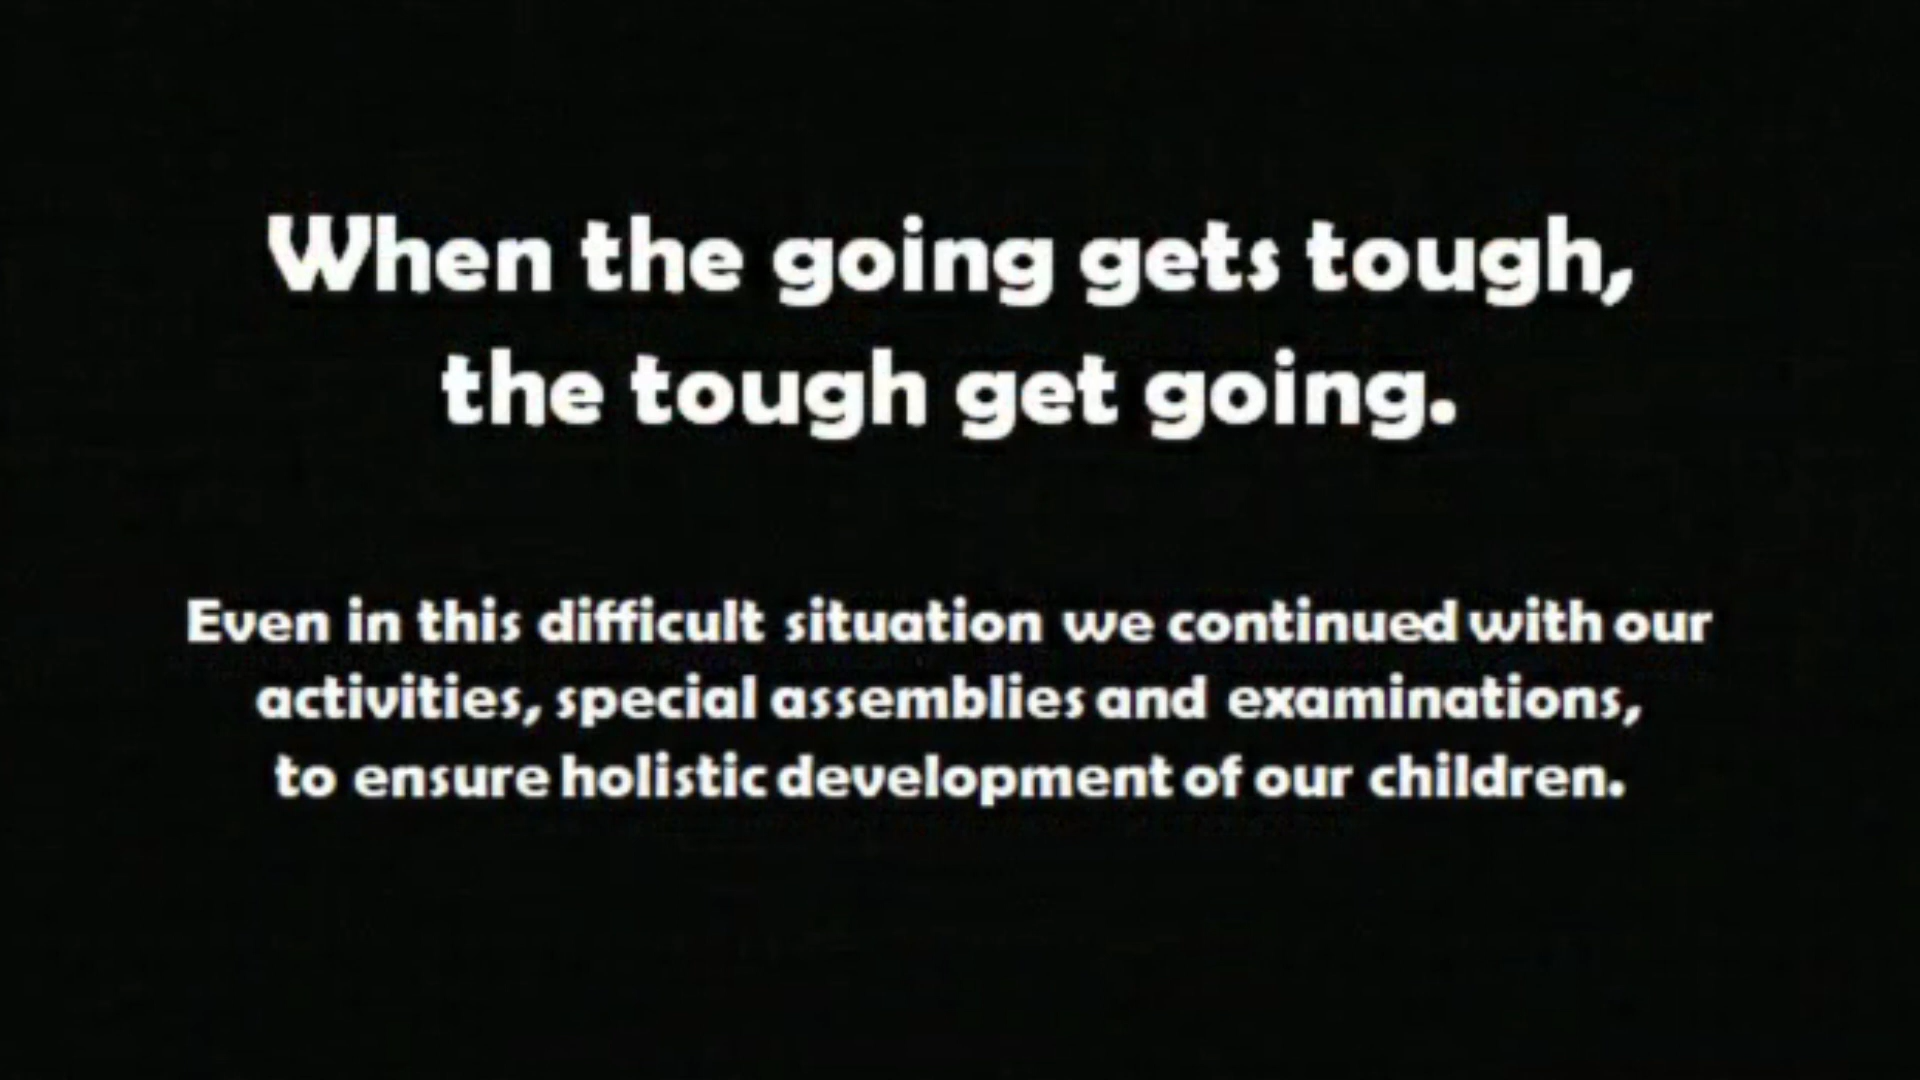 When the going gets tough,
the tough get going.
Even in this difficult situation we continued with our
activities, special assemblies and examinations,
to ensure holistic development of our children.